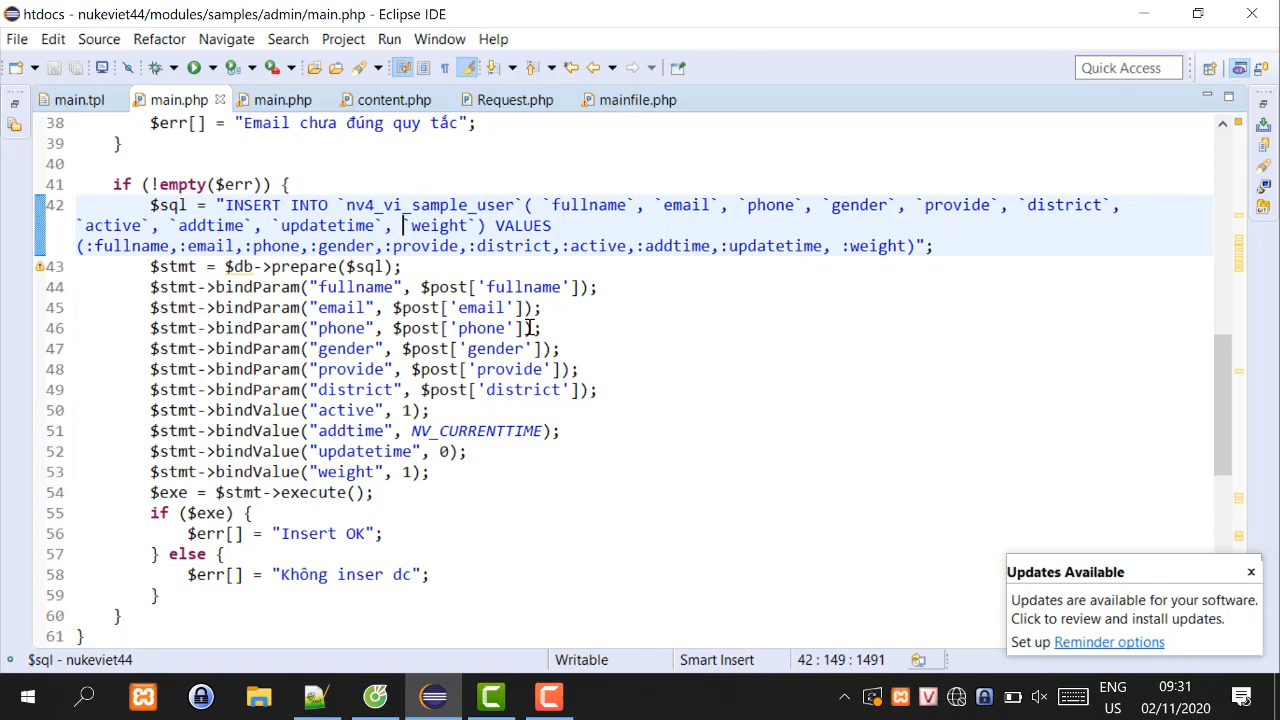 htdocs - nukeviet44/modules/samples/admin/main.php - Eclipse IDE
File Edit Source Refactor Navigate Search Project Run Window Help
Quick Access
main.tpl main.php main.php content.php Request.php mainfile.php
38 $err[] = "Email chưa đúng quy tắc";
39 }
40
41 if (!empty($err)) {
42 $sql = "INSERT INTO `nv4_vi_sample_user`( `fullname`, `email`, `phone`, `gender`, `provide`, `district`,
`active`, `addtime`, `updatetime`, `weight`) VALUES
(:fullname,:email,:phone,:gender,:provide,:district,:active,:addtime,:updatetime, :weight)";
43 $stmt = $db->prepare($sql);
44 $stmt->bindParam("fullname", $post['fullname']);
45 $stmt->bindParam("email", $post['email']);
46 $stmt->bindParam("phone", $post['phone']);
47 $stmt->bindParam("gender", $post['gender']);
48 $stmt->bindParam("provide", $post['provide']);
49 $stmt->bindParam("district", $post['district']);
50 $stmt->bindValue("active", 1);
51 $stmt->bindValue("addtime", NV_CURRENTTIME);
52 $stmt->bindValue("updatetime", 0);
53 $stmt->bindValue("weight", 1);
54 $exe = $stmt->execute();
55 if ($exe) {
56 $err[] = "Insert OK";
57 } else {
58 $err[] = "Không inser dc";
59 }
60 }
61 }
Updates Available
Updates are available for your software.
Click to review and install updates.
Set up Reminder options
$sql - nukeviet44 Writable Smart Insert 42 : 149 : 1491
ENG 09:31
US 02/11/2020